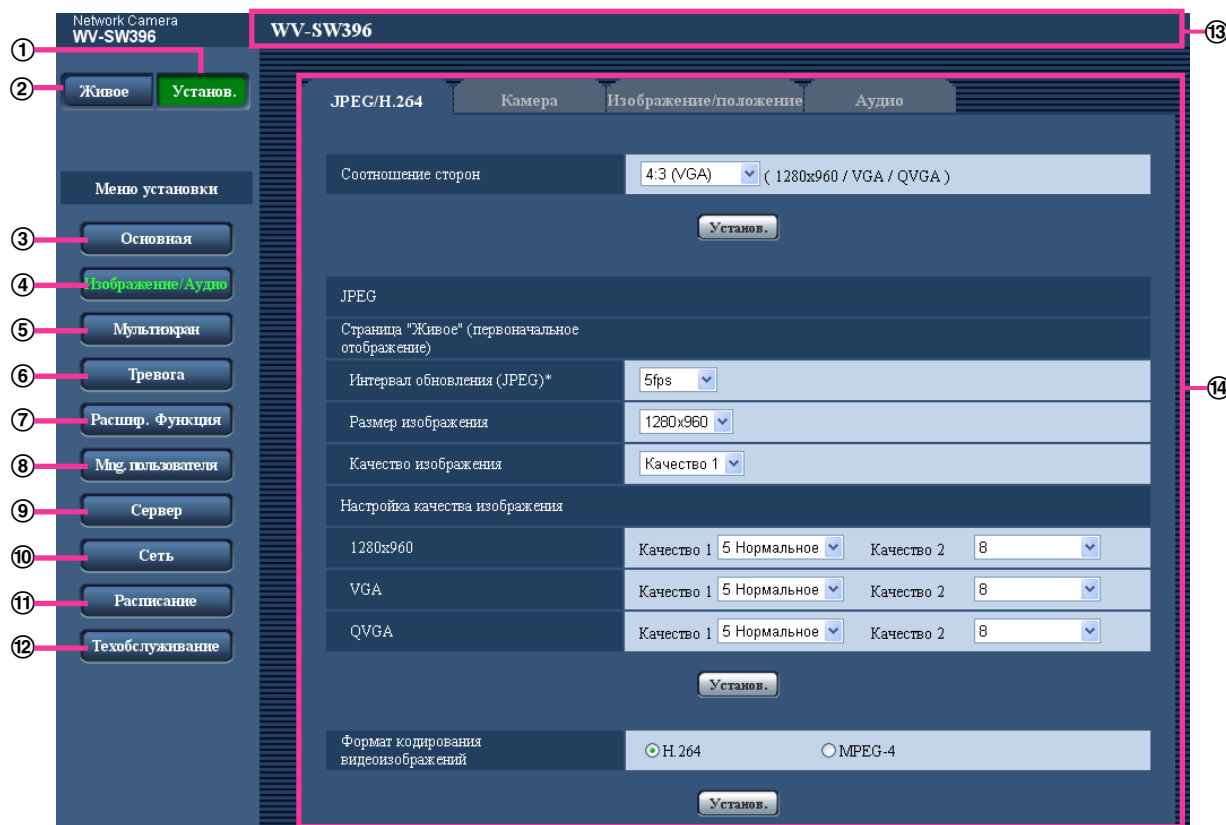 Network Camera
WV-SW396
WV-SW396
⑬
①
② Живое Установ.
JPEG/H.264 Камера Изображение/положение Аудио
Соотношение сторон 4:3 (VGA) ( 1280x960 / VGA / QVGA )
Меню установки
Установ.
③ Основная
④ Изображение/Аудио
JPEG
⑤ Мультиэкран
Страница "Живое" (первоначальное
отображение)
⑥ Тревога
Интервал обновления (JPEG)* 5fps
⑭
⑦ Расшир. Функция
Размер изображения 1280x960
⑧ Mng. пользователя
Качество изображения Качество 1
⑨ Сервер
Настройка качества изображения
⑩ Сеть
1280x960 Качество 1 5 Нормальное Качество 2 8
⑪ Расписание
VGA Качество 1 5 Нормальное Качество 2 8
⑫ Техобслуживание
QVGA Качество 1 5 Нормальное Качество 2 8
Установ.
Формат кодирования
видеоизображений
H.264 MPEG-4
Установ.